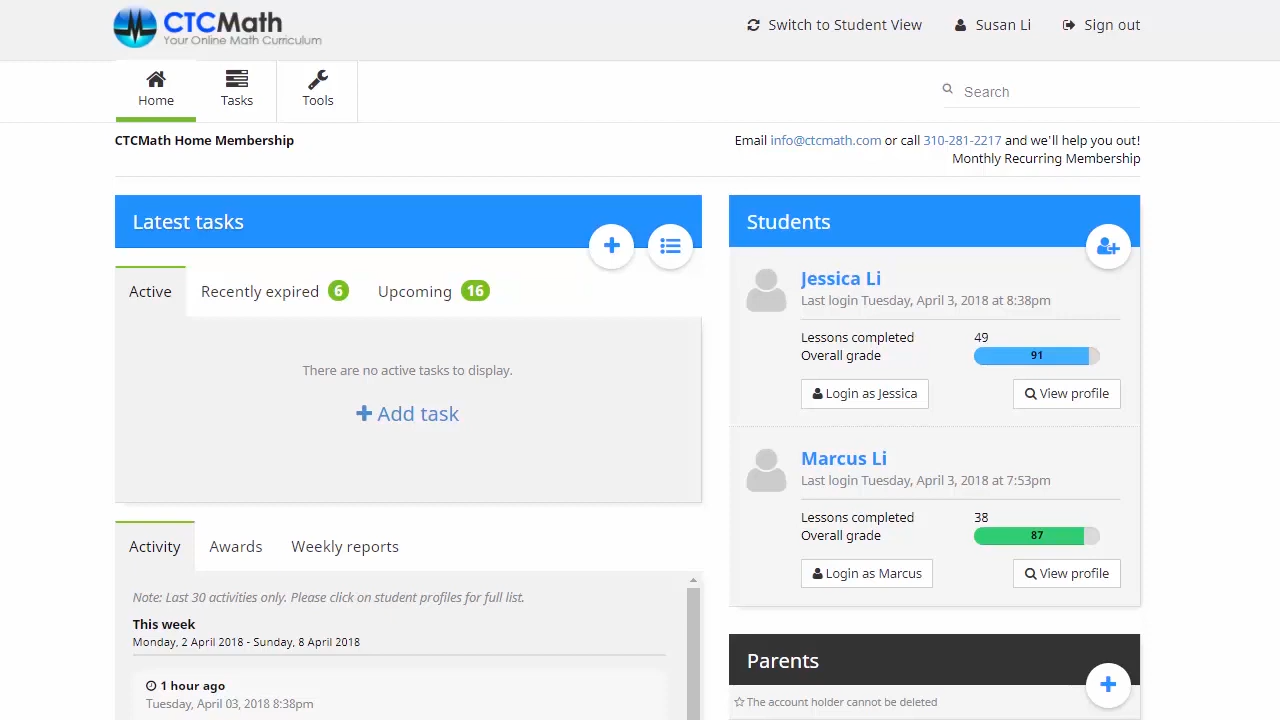 CTCMath
Your Online Math Curriculum
Switch to Student View
Susan Li
Sign out
Home
Tasks
Tools
Search
CTCMath Home Membership
Email info@ctcmath.com or call 310-281-2217 and we'll help you out!
Monthly Recurring Membership
Latest tasks
Active
Recently expired 6
Upcoming 16
There are no active tasks to display.
Add task
Activity
Awards
Weekly reports
Note: Last 30 activities only. Please click on student profiles for full list.
This week
Monday, 2 April 2018 - Sunday, 8 April 2018
1 hour ago
Tuesday, April 03, 2018 8:38pm
Students
Jessica Li
Last login Tuesday, April 3, 2018 at 8:38pm
Lessons completed 49
Overall grade 91
Login as Jessica
View profile
Marcus Li
Last login Tuesday, April 3, 2018 at 7:53pm
Lessons completed 38
Overall grade 87
Login as Marcus
View profile
Parents
The account holder cannot be deleted